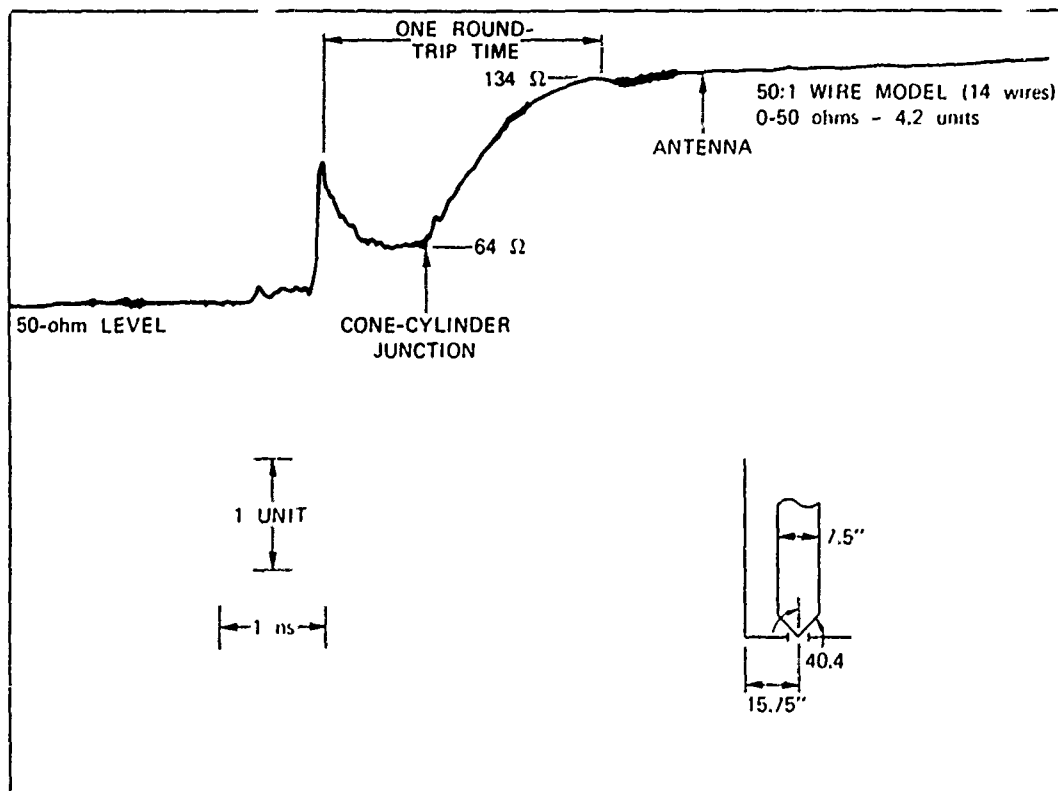 ONE ROUND-
TRIP TIME
134 Ω
50:1 WIRE MODEL (14 wires)
0-50 ohms - 4.2 units
ANTENNA
64 Ω
50-ohm LEVEL
CONE-CYLINDER
JUNCTION
1 UNIT
7.5"
1 ns
40.4
15.75"